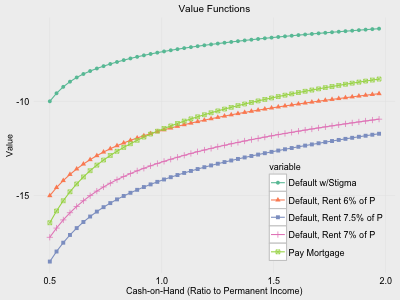 Value Functions
Value
-10
-15
variable
Default w/Stigma
Default, Rent 6% of P
Default, Rent 7.5% of P
Default, Rent 7% of P
Pay Mortgage
0.5 1.0 1.5 2.0
Cash-on-Hand (Ratio to Permanent Income)